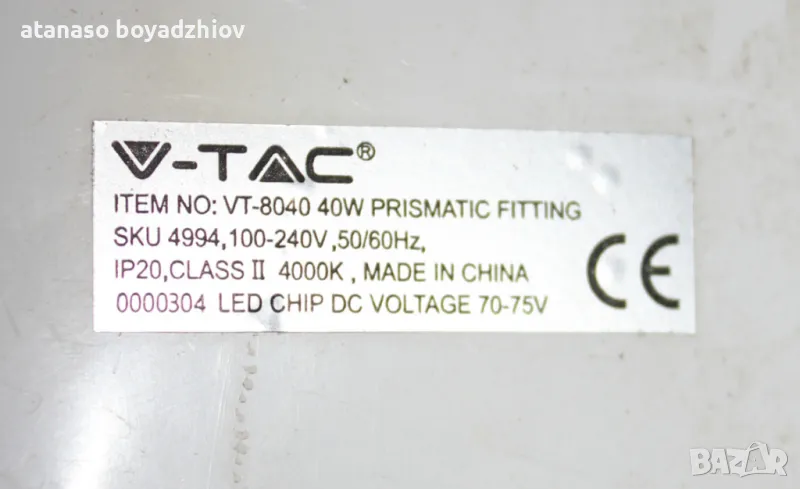 atanaso boyadzhiov
V-TAC®
ITEM NO: VT-8040 40W PRISMATIC FITTING
SKU 4994,100-240V,50/60Hz,
IP20,CLASS II 4000K, MADE IN CHINA
0000304 LED CHIP DC VOLTAGE 70-75V
CE
BAZAR